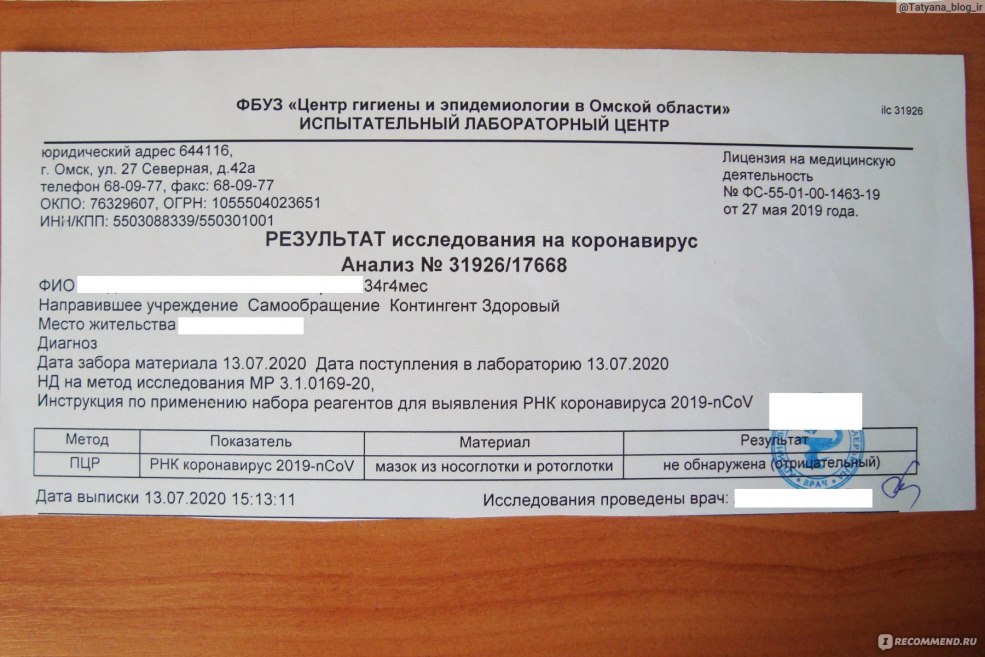 @Tatyana_blog_ir
ФБУЗ «Центр гигиены и эпидемиологии в Омской области»
ИСПЫТАТЕЛЬНЫЙ ЛАБОРАТОРНЫЙ ЦЕНТР
ilc 31926
юридический адрес 644116,
г. Омск, ул. 27 Северная, д.42а
телефон 68-09-77, факс: 68-09-77
ОКПО: 76329607, ОГРН: 1055504023651
ИНН/КПП: 5503088339/550301001
Лицензия на медицинскую
деятельность
№ ФС-55-01-00-1463-19
от 27 мая 2019 года.
РЕЗУЛЬТАТ исследования на коронавирус
Анализ № 31926/17668
ФИО 34г4мес
Направившее учреждение Самообращение Контингент Здоровый
Место жительства
Диагноз
Дата забора материала 13.07.2020 Дата поступления в лабораторию 13.07.2020
НД на метод исследования МР 3.1.0169-20,
Инструкция по применению набора реагентов для выявления РНК коронавируса 2019-nCoV
Метод Показатель Материал Результат
ПЦР РНК коронавирус 2019-nCoV мазок из носоглотки и ротоглотки не обнаружена (отрицательный)
ВРАЧ
Дата выписки 13.07.2020 15:13:11 Исследования проведены врач:
IRECOMMEND.RU